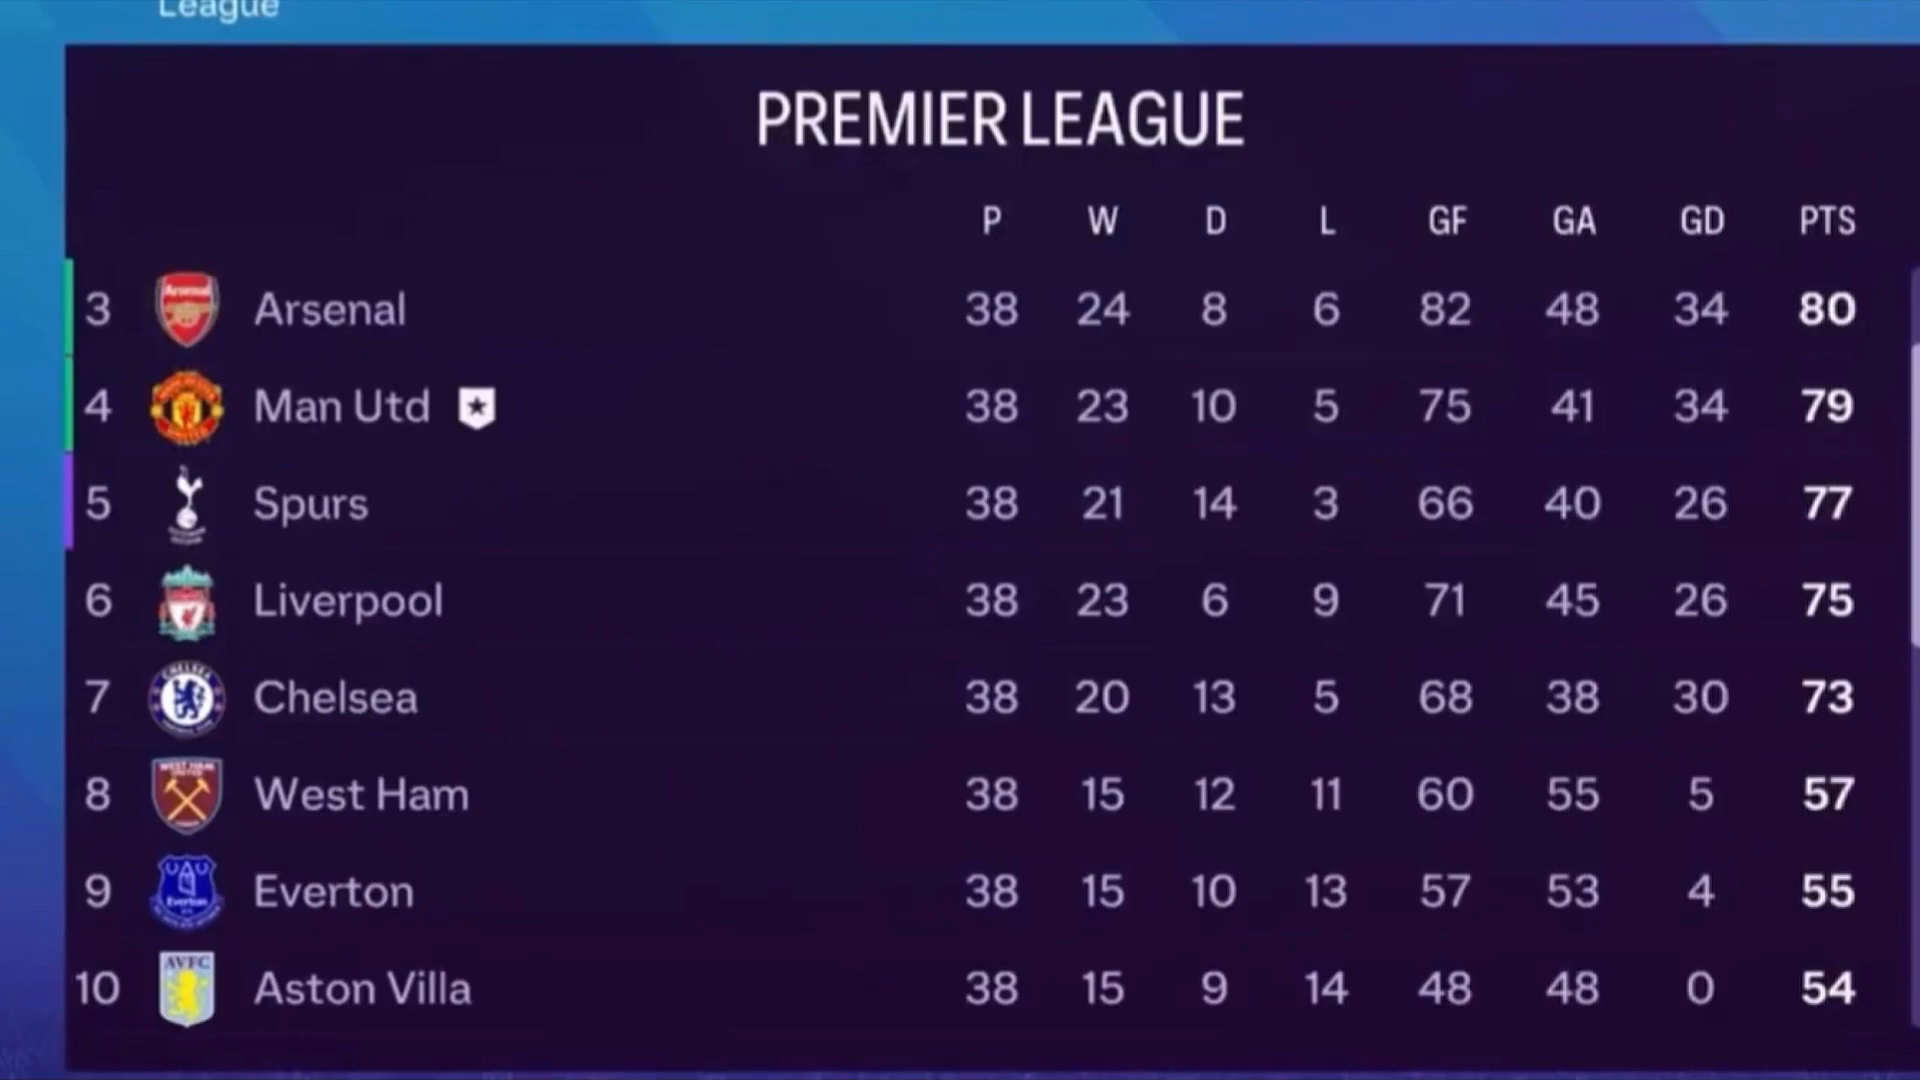 League
PREMIER LEAGUE
P W D L GF GA GD PTS
3 Arsenal 38 24 8 6 82 48 34 80
4 Man Utd 38 23 10 5 75 41 34 79
5 Spurs 38 21 14 3 66 40 26 77
6 Liverpool 38 23 6 9 71 45 26 75
7 Chelsea 38 20 13 5 68 38 30 73
8 West Ham 38 15 12 11 60 55 5 57
9 Everton 38 15 10 13 57 53 4 55
10 Aston Villa 38 15 9 14 48 48 0 54